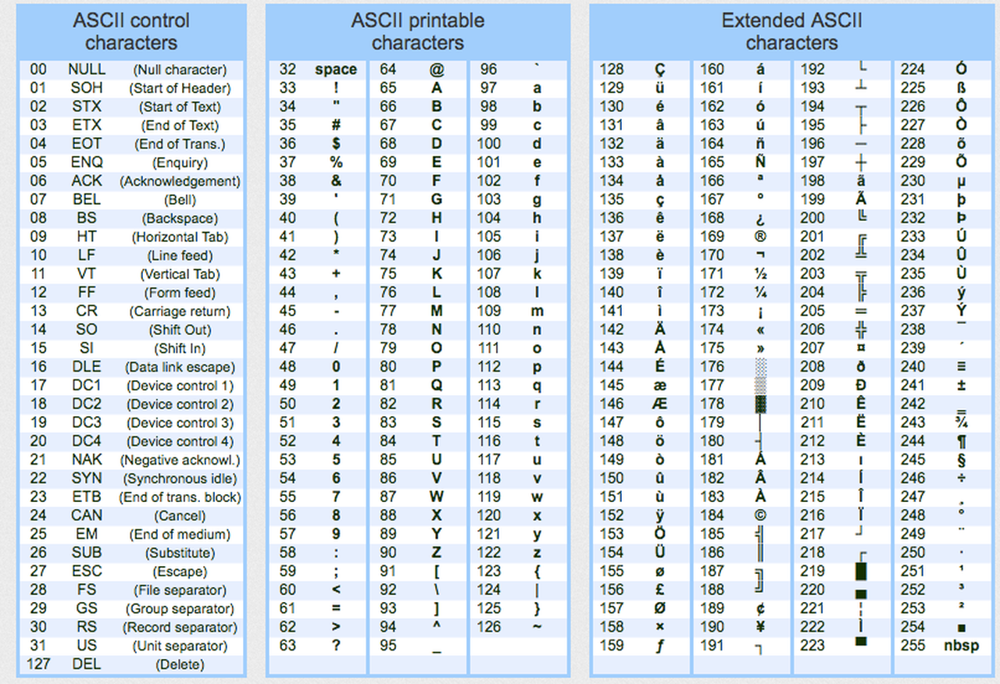 ASCII control
characters
ASCII printable
characters
Extended ASCII
characters
00 NULL (Null character)
01 SOH (Start of Header)
02 STX (Start of Text)
03 ETX (End of Text)
04 EOT (End of Trans.)
05 ENQ (Enquiry)
06 ACK (Acknowledgement)
07 BEL (Bell)
08 BS (Backspace)
09 HT (Horizontal Tab)
10 LF (Line feed)
11 VT (Vertical Tab)
12 FF (Form feed)
13 CR (Carriage return)
14 SO (Shift Out)
15 SI (Shift In)
16 DLE (Data link escape)
17 DC1 (Device control 1)
18 DC2 (Device control 2)
19 DC3 (Device control 3)
20 DC4 (Device control 4)
21 NAK (Negative acknowl.)
22 SYN (Synchronous idle)
23 ETB (End of trans. block)
24 CAN (Cancel)
25 EM (End of medium)
26 SUB (Substitute)
27 ESC (Escape)
28 FS (File separator)
29 GS (Group separator)
30 RS (Record separator)
31 US (Unit separator)
127 DEL (Delete)
32 space 64 @ 96 `
33 ! 65 A 97 a
34 " 66 B 98 b
35 # 67 C 99 c
36 $ 68 D 100 d
37 % 69 E 101 e
38 & 70 F 102 f
39 ' 71 G 103 g
40 ( 72 H 104 h
41 ) 73 I 105 i
42 * 74 J 106 j
43 + 75 K 107 k
44 , 76 L 108 l
45 - 77 M 109 m
46 . 78 N 110 n
47 / 79 O 111 o
48 0 80 P 112 p
49 1 81 Q 113 q
50 2 82 R 114 r
51 3 83 S 115 s
52 4 84 T 116 t
53 5 85 U 117 u
54 6 86 V 118 v
55 7 87 W 119 w
56 8 88 X 120 x
57 9 89 Y 121 y
58 : 90 Z 122 z
59 ; 91 [ 123 {
60 < 92 \ 124 |
61 = 93 ] 125 }
62 > 94 ^ 126 ~
63 ? 95 _
128 Ç 160 á 192 └ 224 Ó
129 ü 161 í 193 ┴ 225 ß
130 é 162 ó 194 ┬ 226 Ô
131 â 163 ú 195 ├ 227 Ò
132 ä 164 ñ 196 ─ 228 õ
133 à 165 Ñ 197 ┼ 229 Õ
134 å 166 ª 198 ã 230 µ
135 ç 167 º 199 Ã 231 þ
136 ê 168 ¿ 200 ╚ 232 Þ
137 ë 169 ® 201 ╔ 233 Ú
138 è 170 ¬ 202 ╩ 234 Û
139 ï 171 ½ 203 ╦ 235 Ù
140 î 172 ¼ 204 ╠ 236 ý
141 ì 173 ¡ 205 ═ 237 Ý
142 Ä 174 « 206 ╬ 238 ¯
143 Å 175 » 207 ¤ 239 ´
144 É 176 ░ 208 ð 240 ≡
145 æ 177 ▒ 209 Ð 241 ±
146 Æ 178 ▓ 210 Ê 242 ‗
147 ô 179 │ 211 Ë 243 ¾
148 ö 180 ┤ 212 È 244 ¶
149 ò 181 Á 213 ı 245 §
150 û 182 Â 214 Í 246 ÷
151 ù 183 À 215 Î 247 ¸
152 ÿ 184 © 216 Ï 248 °
153 Ö 185 ╣ 217 ┘ 249 ¨
154 Ü 186 ║ 218 ┌ 250 ·
155 ø 187 ╗ 219 █ 251 ¹
156 £ 188 ╝ 220 ▄ 252 ³
157 Ø 189 ¢ 221 ¦ 253 ²
158 × 190 ¥ 222 Ì 254 ■
159 ƒ 191 ┐ 223 ▀ 255 nbsp